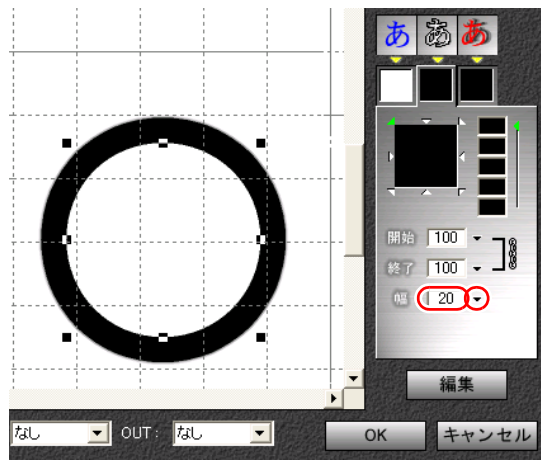 あ あ あ
開始 100
終了 100
幅 20
編集
なし OUT: なし OK キャンセル